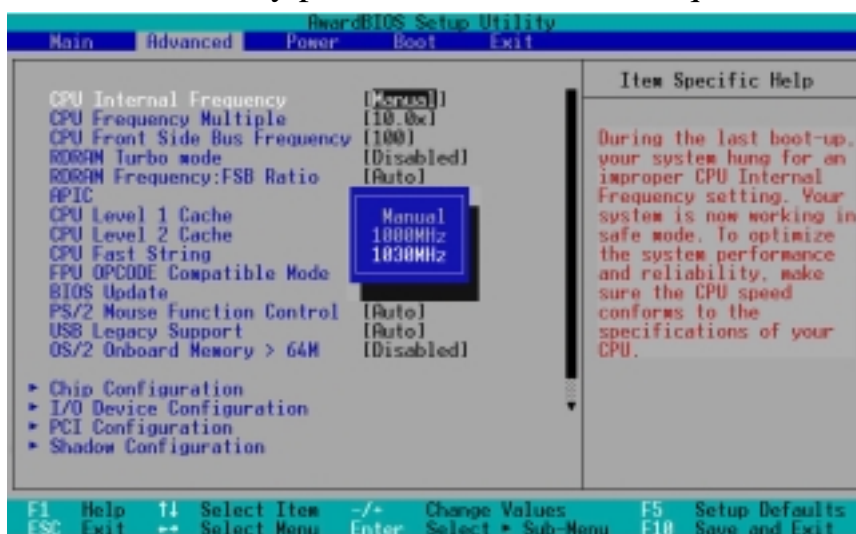 AwardBIOS Setup Utility
Main Advanced Power Boot Exit
Item Specific Help
CPU Internal Frequency [Manual]
CPU Frequency Multiple [10.0x]
CPU Front Side Bus Frequency [100]
RDRAM Turbo mode [Disabled]
RDRAM Frequency:FSB Ratio [Auto]
APIC
CPU Level 1 Cache
CPU Level 2 Cache
CPU Fast String
FPU OPCODE Compatible Mode
BIOS Update
PS/2 Mouse Function Control [Auto]
USB Legacy Support [Auto]
OS/2 Onboard Memory > 64M [Disabled]
Manual
1000MHz
1030MHz
▸ Chip Configuration
▸ I/O Device Configuration
▸ PCI Configuration
▸ Shadow Configuration
During the last boot-up,
your system hung for an
improper CPU Internal
Frequency setting. Your
system is now working in
safe mode. To optimize
the system performance
and reliability, make
sure the CPU speed
conforms to the
specifications of your
CPU.
F1 Help ↑↓ Select Item -/+ Change Values F5 Setup Defaults
ESC Exit ←→ Select Menu Enter Select ▸ Sub-Menu F10 Save and Exit